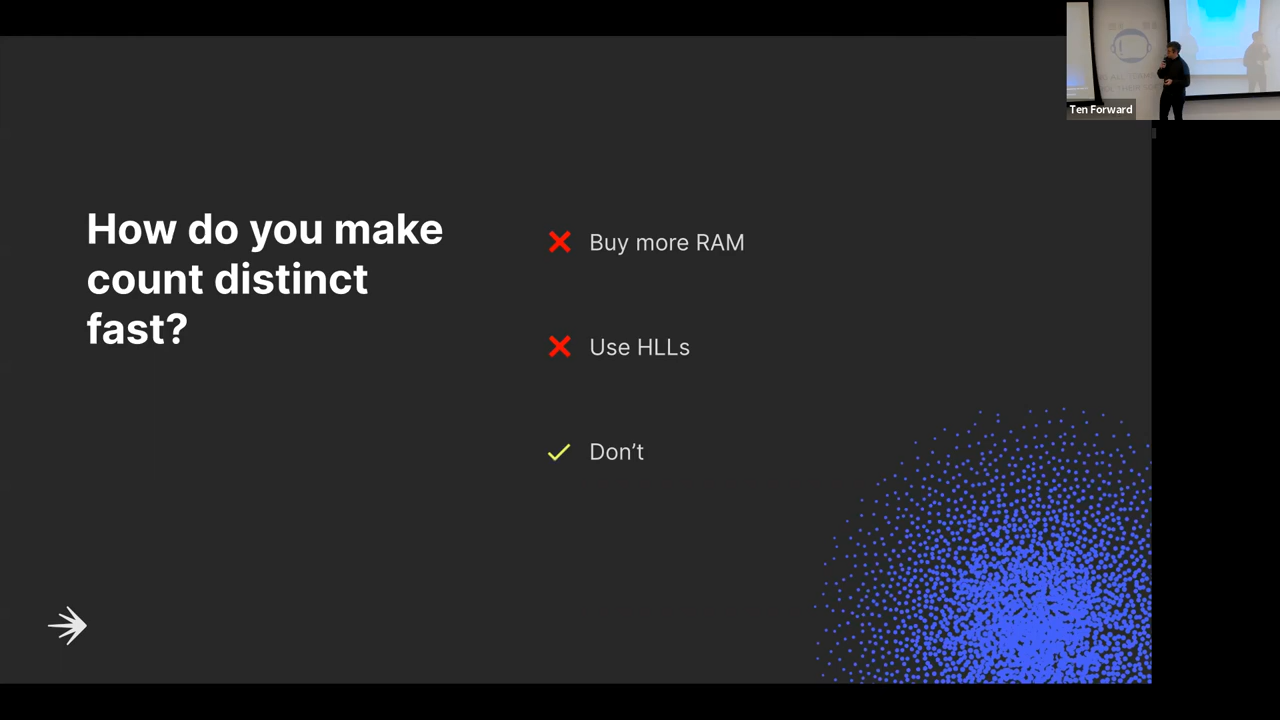 Ten Forward
How do you make
count distinct
fast?
Buy more RAM
Use HLLs
Don't